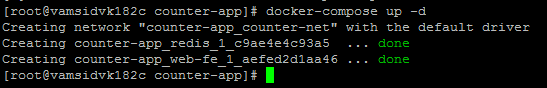 [root@vamsidvk182c counter-app]# docker-compose up -d
Creating network "counter-app_counter-net" with the default driver
Creating counter-app_redis_1_c9ae4e4c93a5 ... done
Creating counter-app_web-fe_1_aefed2d1aa46 ... done
[root@vamsidvk182c counter-app]#